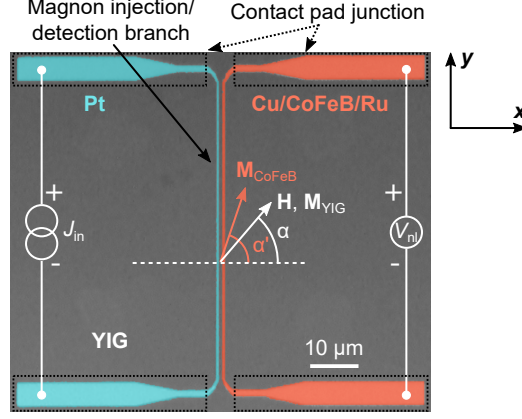 Magnon injection/
detection branch
Contact pad junction
y
x
Pt
Cu/CoFeB/Ru
M_CoFeB
H, M_YIG
α
α'
+
J_in
-
+
V_nl
-
YIG
10 µm